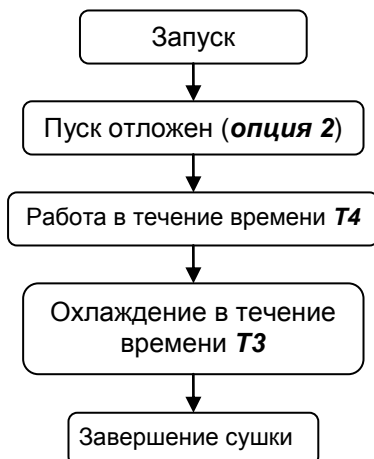 Запуск
Пуск отложен (опция 2)
Работа в течение времени T4
Охлаждение в течение
времени T3
Завершение сушки